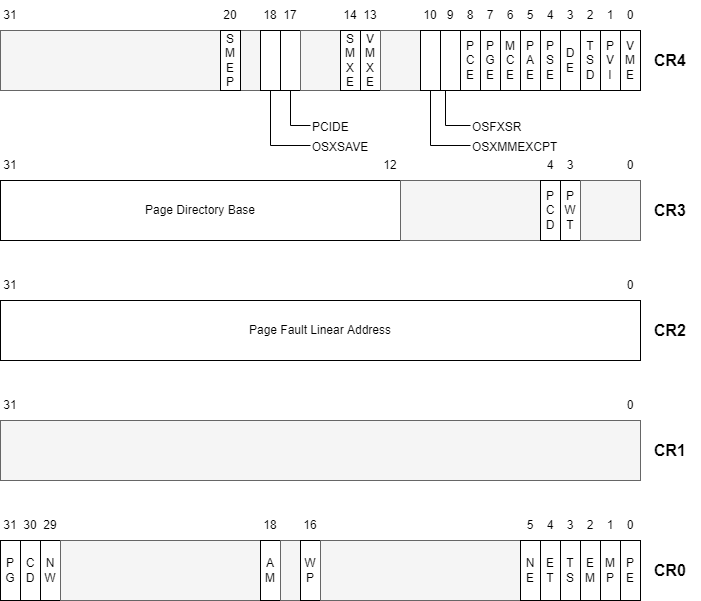 31 20 18 17 14 13 10 9 8 7 6 5 4 3 2 1 0
SMEP SMXE VMXE PCE PGE MCE PAE PSE DE TSD PVI VME CR4
PCIDE OSFXSR
OSXSAVE OSXMMEXCPT
31 12 4 3 0
Page Directory Base PCD PWT CR3
31 0
Page Fault Linear Address CR2
31 0
CR1
31 30 29 18 16 5 4 3 2 1 0
PG CD NW AM WP NE ET TS EM MP PE CR0